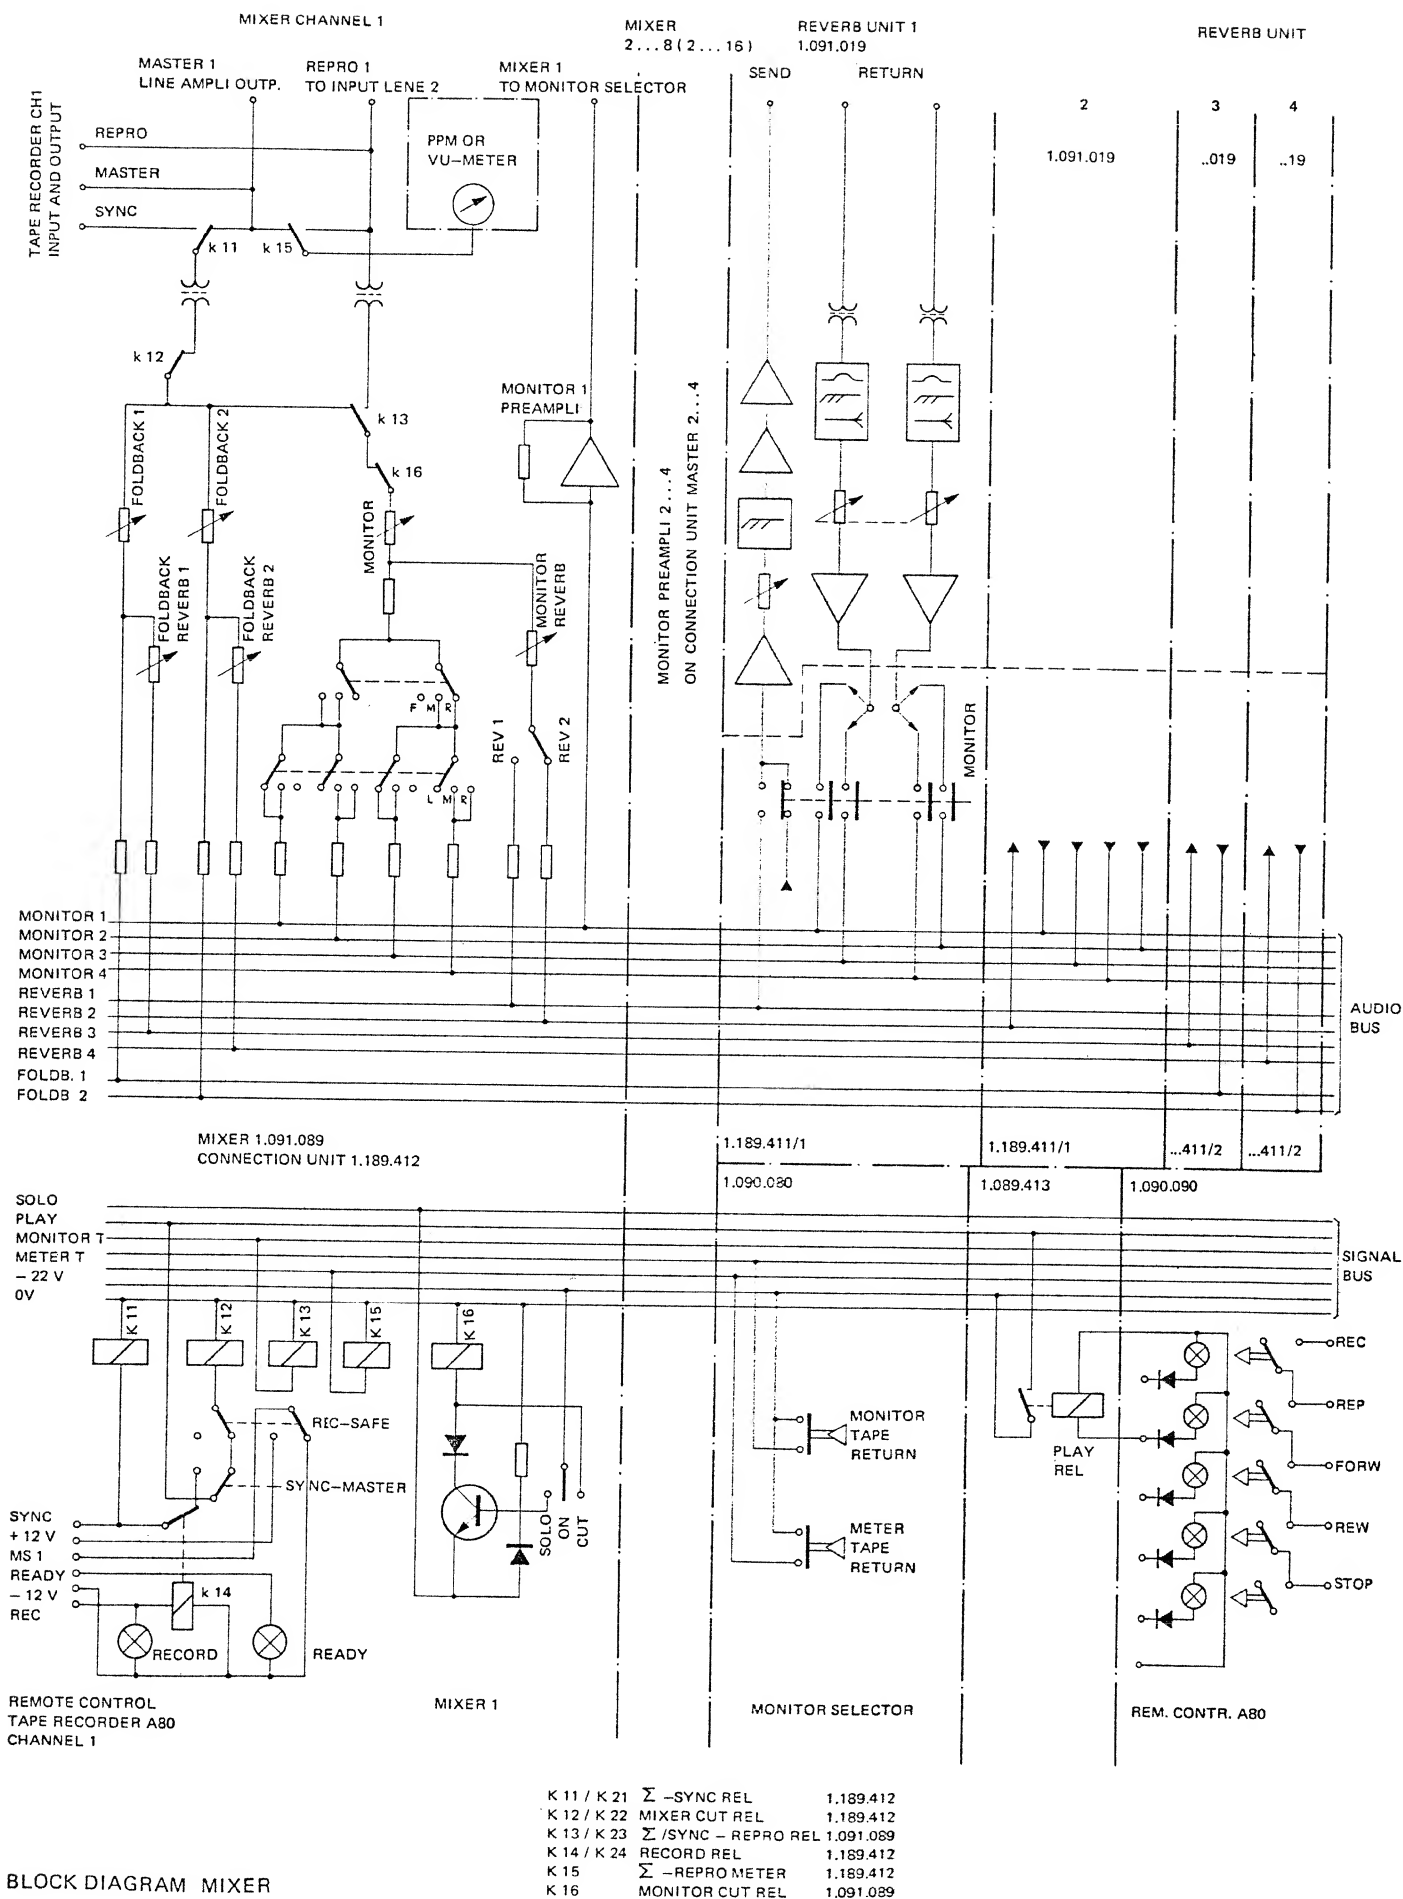 MIXER CHANNEL 1
MIXER
2...8(2...16)
REVERB UNIT 1
1.091.019
REVERB UNIT
MASTER 1
LINE AMPLI OUTP.
REPRO 1
TO INPUT LENE 2
MIXER 1
TO MONITOR SELECTOR
SEND
RETURN
2
3
4
1.091.019
..019
..19
TAPE RECORDER CH1
INPUT AND OUTPUT
REPRO
MASTER
SYNC
PPM OR
VU-METER
k 11
k 15
k 12
k 13
k 16
MONITOR 1
PREAMPLI
FOLDBACK 1
FOLDBACK 2
FOLDBACK
REVERB 1
FOLDBACK
REVERB 2
MONITOR
MONITOR
REVERB
MONITOR PREAMPLI 2...4
ON CONNECTION UNIT MASTER 2...4
F M R
L M R
REV 1
REV 2
MONITOR
MONITOR 1
MONITOR 2
MONITOR 3
MONITOR 4
REVERB 1
REVERB 2
REVERB 3
REVERB 4
FOLDB. 1
FOLDB 2
AUDIO
BUS
MIXER 1.091.089
CONNECTION UNIT 1.189.412
1.189.411/1
1.189.411/1
...411/2
...411/2
1.090.080
1.089.413
1.090.090
SOLO
PLAY
MONITOR T
METER T
- 22 V
0V
SIGNAL
BUS
K 11
K 12
K 13
K 15
K 16
REC-SAFE
SYNC-MASTER
SOLO
ON
CUT
SYNC
+ 12 V
MS 1
READY
- 12 V
REC
k 14
RECORD
READY
MONITOR
TAPE
RETURN
METER
TAPE
RETURN
PLAY
REL
REC
REP
FORW
REW
STOP
REMOTE CONTROL
TAPE RECORDER A80
CHANNEL 1
MIXER 1
MONITOR SELECTOR
REM. CONTR. A80
K 11 / K 21 Σ -SYNC REL 1.189.412
K 12 / K 22 MIXER CUT REL 1.189.412
K 13 / K 23 Σ /SYNC - REPRO REL 1.091.089
K 14 / K 24 RECORD REL 1.189.412
K 15 Σ -REPRO METER 1.189.412
K 16 MONITOR CUT REL 1.091.089
BLOCK DIAGRAM MIXER